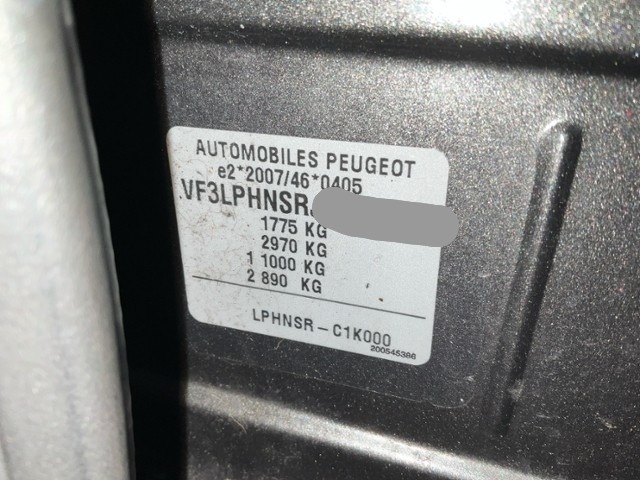 AUTOMOBILES PEUGEOT
e2*2007/46*0405
VF3LPHNSR
1775 KG
2970 KG
1 1000 KG
2 890 KG
LPHNSR-C1K000
200545386